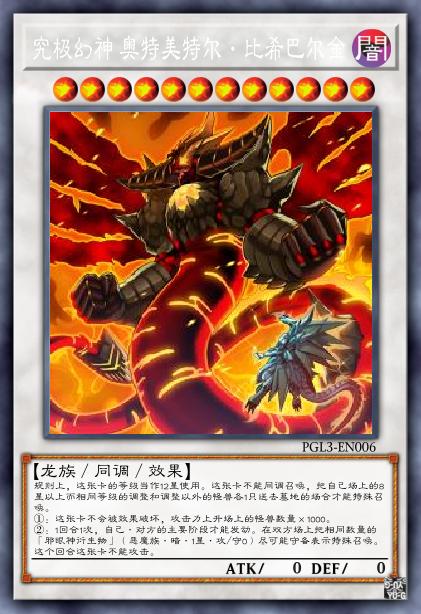 究极幻神 奥特美特尔·比希巴尔金 闇
PGL3-EN006
【龙族／同调／效果】
规则上，这张卡的等级当作12星使用。这张卡不能同调召唤，把自己场上的8
星以上而相同等级的调整和调整以外的怪兽各1只送去墓地的场合才能特殊召
唤。
①：这张卡不会被效果破坏，攻击力上升场上的怪兽数量×1000。
②：1回合1次，自己·对方的主要阶段才能发动。在双方场上把相同数量的
「邪眼神衍生物」（恶魔族·暗·1星·攻/守0）尽可能守备表示特殊召唤。
这个回合这张卡不能攻击。
ATK/ 0 DEF/ 0